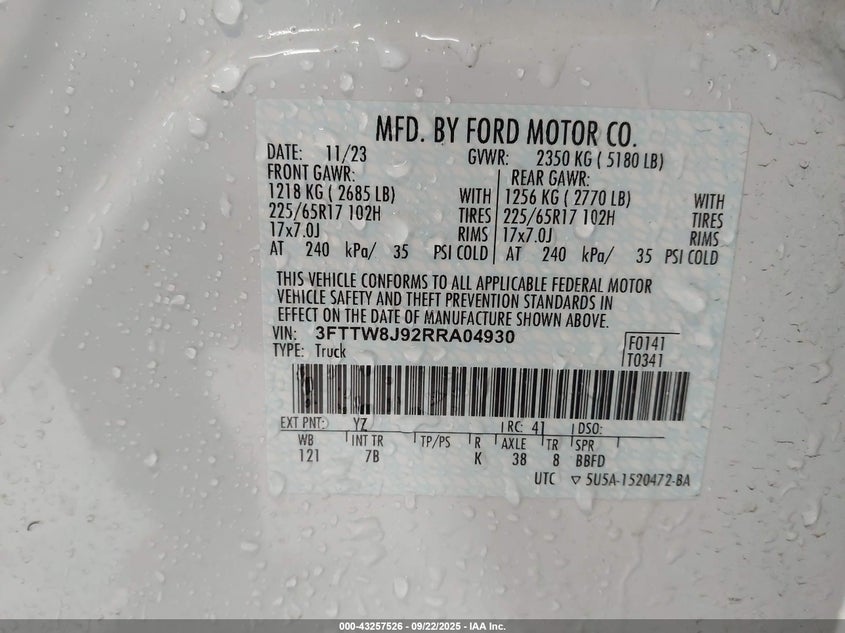 MFD. BY FORD MOTOR CO.
DATE: 11/23 GVWR: 2350 KG ( 5180 LB)
FRONT GAWR: REAR GAWR:
1218 KG ( 2685 LB) WITH 1256 KG ( 2770 LB) WITH
225/65R17 102H TIRES 225/65R17 102H TIRES
17x7.0J RIMS 17x7.0J RIMS
AT 240 kPa/ 35 PSI COLD AT 240 kPa/ 35 PSI COLD
THIS VEHICLE CONFORMS TO ALL APPLICABLE FEDERAL MOTOR
VEHICLE SAFETY AND THEFT PREVENTION STANDARDS IN
EFFECT ON THE DATE OF MANUFACTURE SHOWN ABOVE.
VIN: 3FTTW8J92RRA04930 F0141
TYPE: Truck T0341
EXT PNT: YZ RC: 41 DSO:
WB INT TR TP/PS R AXLE TR SPR
121 7B K 38 8 BBFD
UTC ▽ 5U5A-1520472-BA
000-43257526 - 09/22/2025 - IAA Inc.